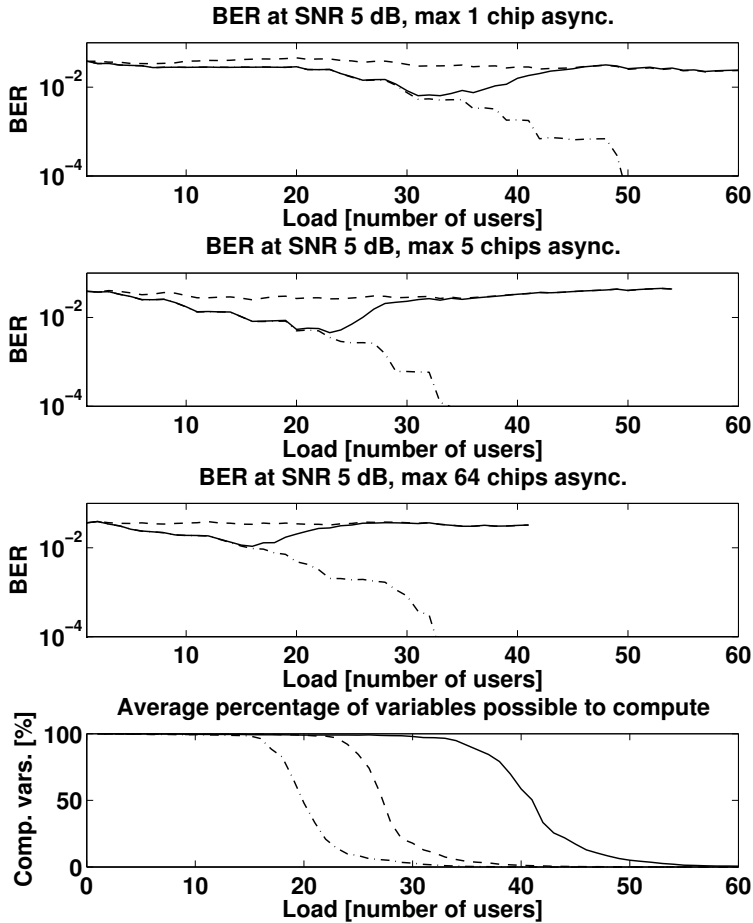 BER at SNR 5 dB, max 1 chip async.
BER
10^-2
10^-4
10 20 30 40 50 60
Load [number of users]
BER at SNR 5 dB, max 5 chips async.
BER
10^-2
10^-4
10 20 30 40 50 60
Load [number of users]
BER at SNR 5 dB, max 64 chips async.
BER
10^-2
10^-4
10 20 30 40 50 60
Load [number of users]
Average percentage of variables possible to compute
Comp. vars. [%]
100
50
0
0 10 20 30 40 50 60
Load [number of users]